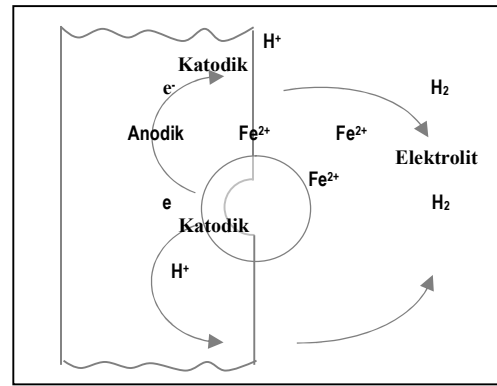 H⁺
Katodik
e⁻
H₂
Anodik
Fe²⁺
Fe²⁺
Elektrolit
Fe²⁺
e
H₂
Katodik
H⁺